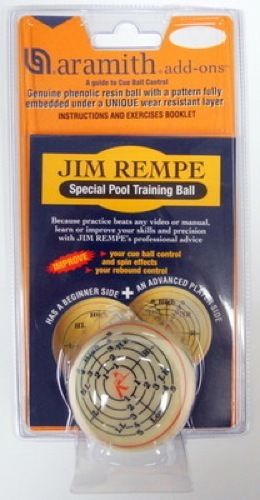 aramith® add-ons™
A guide to Cue Ball Control
Genuine phenolic resin ball with a pattern fully
embedded under a UNIQUE wear resistant layer
INSTRUCTIONS AND EXERCISES BOOKLET
JIM REMPE
Special Pool Training Ball
Because practice beats any video or manual,
learn or improve your skills and precision
with JIM REMPE's professional advice
IMPROVE
your cue ball control
and spin effects
your rebound control
HAS A BEGINNER SIDE + AN ADVANCED PLAYER SIDE